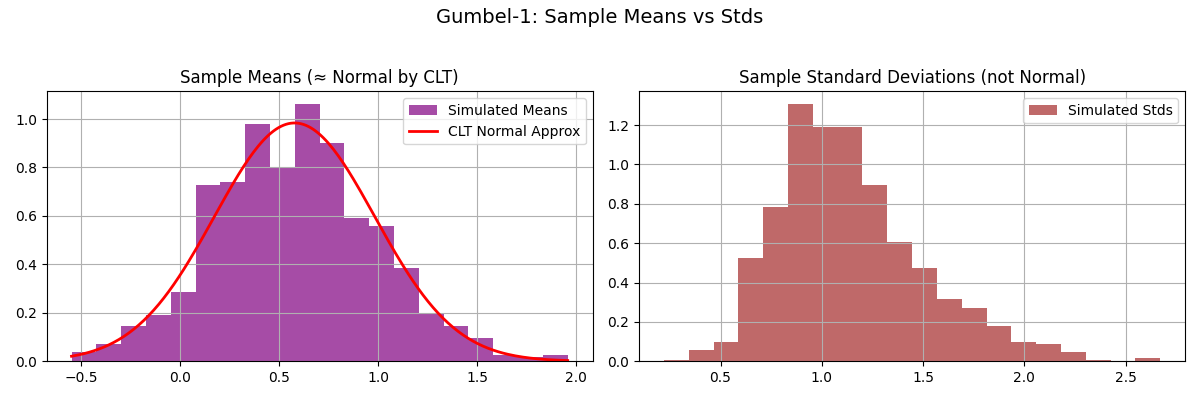 Gumbel-1: Sample Means vs Stds
Sample Means (≈ Normal by CLT)
Simulated Means
CLT Normal Approx
1.0
0.8
0.6
0.4
0.2
0.0
−0.5 0.0 0.5 1.0 1.5 2.0
Sample Standard Deviations (not Normal)
Simulated Stds
1.2
1.0
0.8
0.6
0.4
0.2
0.0
0.5 1.0 1.5 2.0 2.5